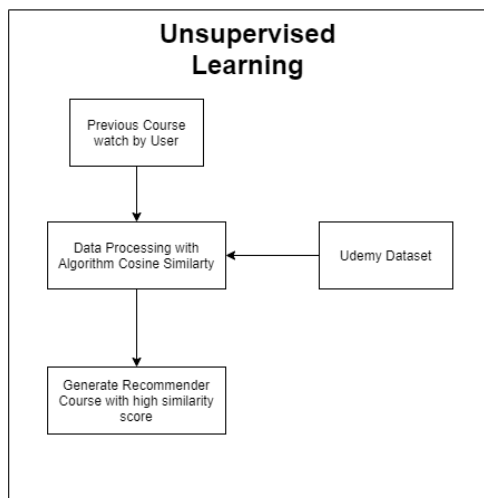 Unsupervised
Learning
Previous Course
watch by User
Data Processing with
Algorithm Cosine Similarty
Udemy Dataset
Generate Recommender
Course with high similarity
score